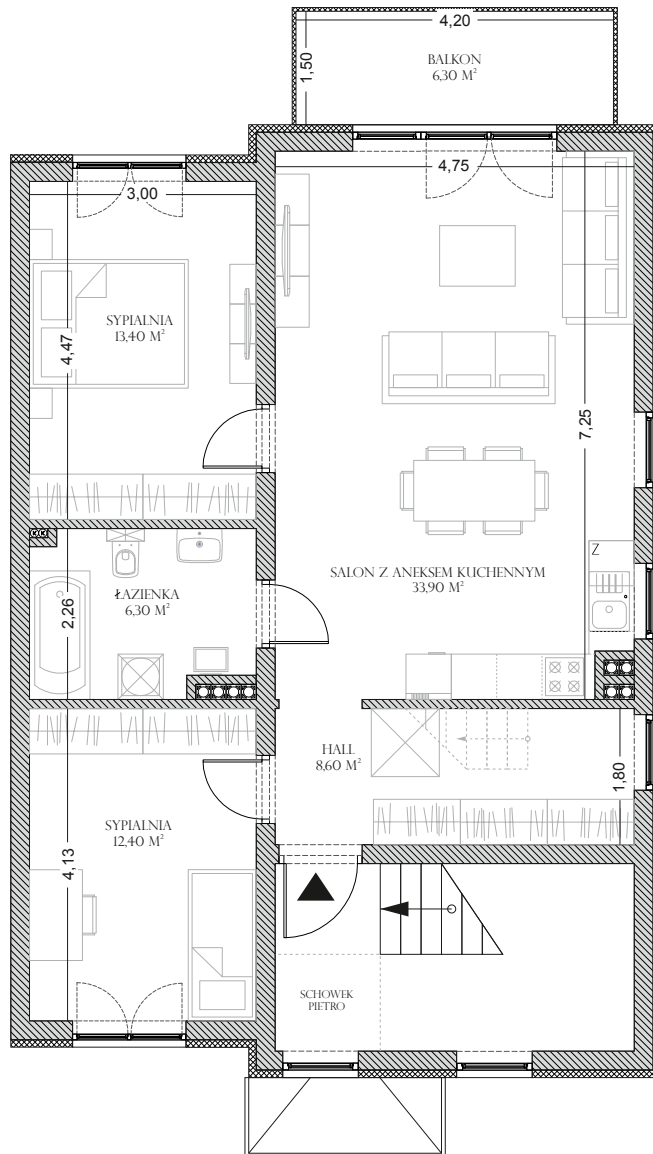 4,20
1,50
BALKON
6,30 M²
4,75
3,00
SYPIALNIA
13,40 M²
4,47
7,25
Z
SALON Z ANEKSEM KUCHENNYM
33,90 M²
ŁAZIENKA
6,30 M²
2,26
HALL
8,60 M²
1,80
SYPIALNIA
12,40 M²
4,13
SCHOWEK
PIETRO